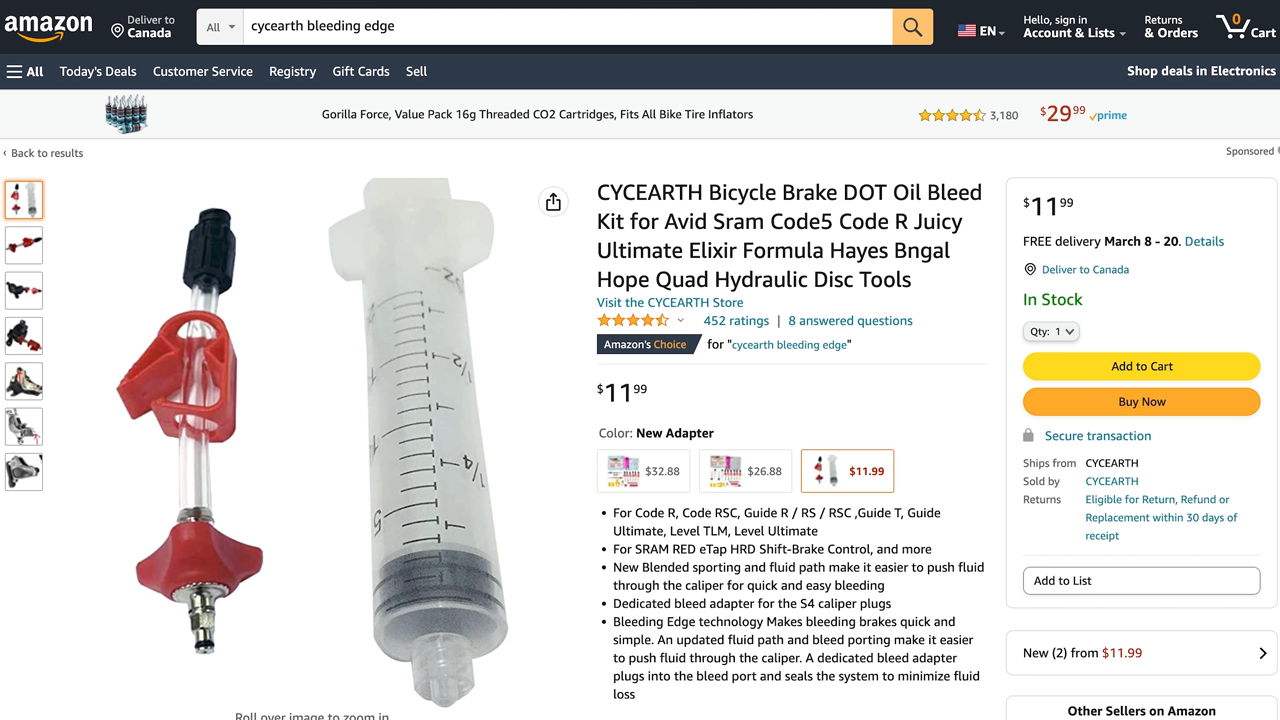 amazon
Deliver to
Canada
All
cycearth bleeding edge
EN
Hello, sign in
Account & Lists
Returns
& Orders
0
Cart
All
Today's Deals
Customer Service
Registry
Gift Cards
Sell
Shop deals in Electronics
Gorilla Force, Value Pack 16g Threaded CO2 Cartridges, Fits All Bike Tire Inflators
3,180
$29 99
prime
‹ Back to results
Sponsored
CYCEARTH Bicycle Brake DOT Oil Bleed
Kit for Avid Sram Code5 Code R Juicy
Ultimate Elixir Formula Hayes Bngal
Hope Quad Hydraulic Disc Tools
Visit the CYCEARTH Store
452 ratings | 8 answered questions
Amazon's Choice for "cycearth bleeding edge"
$11 99
Color: New Adapter
$32.88
$26.88
$11.99
• For Code R, Code RSC, Guide R / RS / RSC ,Guide T, Guide
Ultimate, Level TLM, Level Ultimate
• For SRAM RED eTap HRD Shift-Brake Control, and more
• New Blended sporting and fluid path make it easier to push fluid
through the caliper for quick and easy bleeding
• Dedicated bleed adapter for the S4 caliper plugs
• Bleeding Edge technology Makes bleeding brakes quick and
simple. An updated fluid path and bleed porting make it easier
to push fluid through the caliper. A dedicated bleed adapter
plugs into the bleed port and seals the system to minimize fluid
loss
1/2
1/4
5
Roll over image to zoom in
$11 99
FREE delivery March 8 - 20. Details
Deliver to Canada
In Stock
Qty: 1
Add to Cart
Buy Now
Secure transaction
Ships from CYCEARTH
Sold by CYCEARTH
Returns Eligible for Return, Refund or
Replacement within 30 days of
receipt
Add to List
New (2) from $11.99
Other Sellers on Amazon